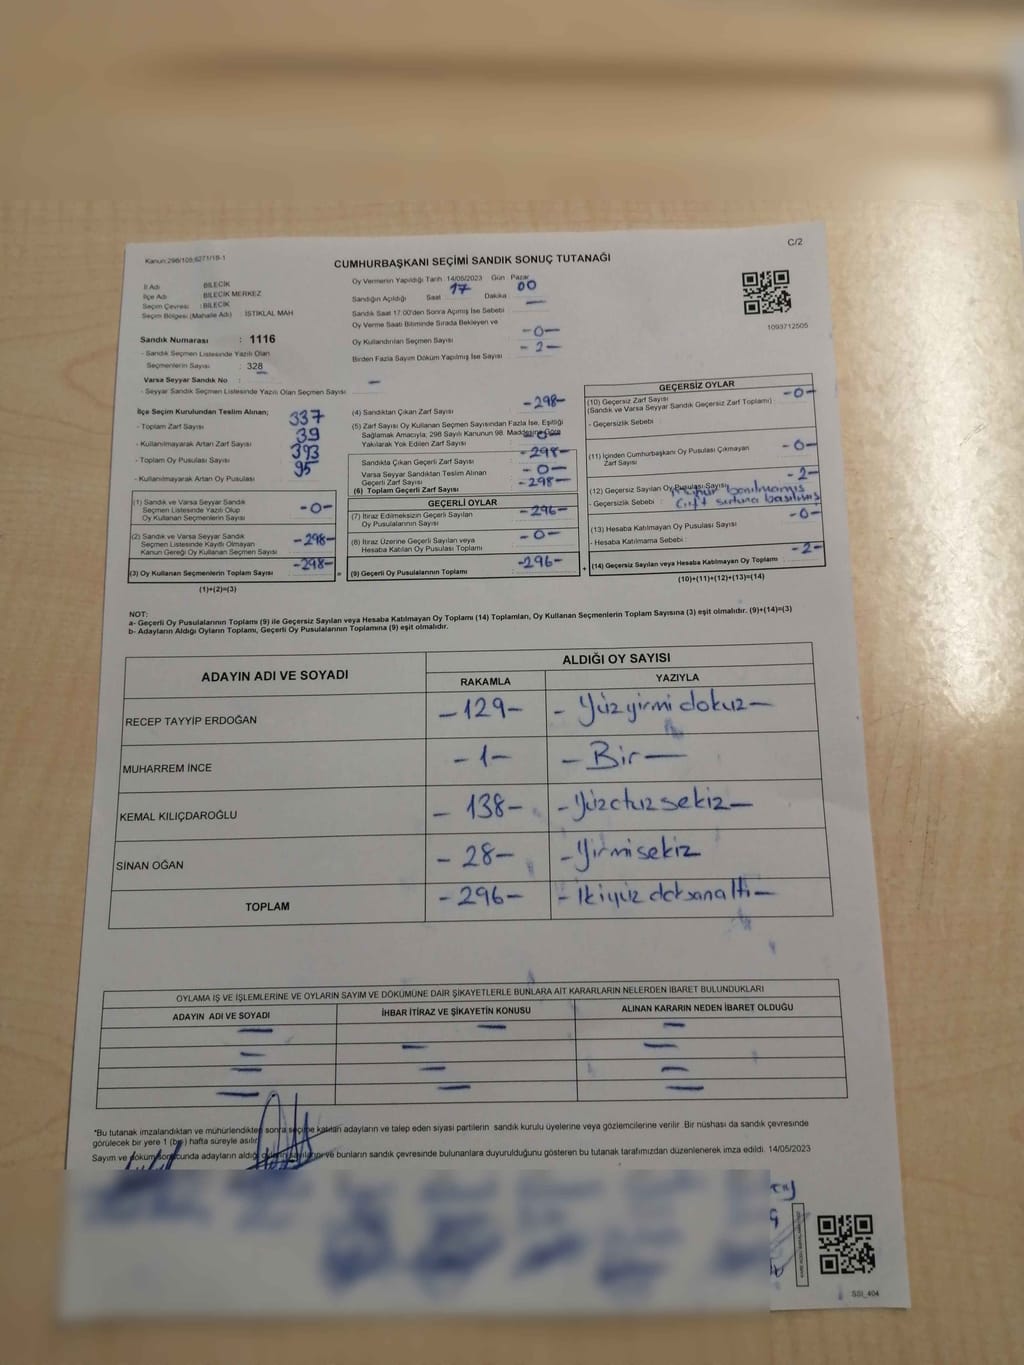 C/2
Kanun:298/108;6271/18-1
CUMHURBAŞKANI SEÇİMİ SANDIK SONUÇ TUTANAĞI
1093712505
İl Adı : BİLECİK
İlçe Adı : BİLECİK MERKEZ
Seçim Çevresi : BİLECİK
Seçim Bölgesi (Mahalle Adı) : İSTİKLAL MAH
Sandık Numarası : 1116
- Sandık Seçmen Listesinde Yazılı Olan
Seçmenlerin Sayısı : 328
Varsa Seyyar Sandık No :
- Seyyar Sandık Seçmen Listesinde Yazılı Olan Seçmen Sayısı —
Oy Vermenin Yapıldığı Tarih : 14/05/2023 Gün Pazar
Sandığın Açıldığı Saat 17 Dakika 00
Sandık Saat 17:00'den Sonra Açımış İse Sebebi —
Oy Verme Saati Bitiminde Sırada Bekleyen ve
Oy Kullandırılan Seçmen Sayısı -0-
Birden Fazla Sayım Döküm Yapılmış İse Sayısı -2-
İlçe Seçim Kurulundan Teslim Alınan;
- Toplam Zarf Sayısı 337
- Kullanılmayarak Artan Zarf Sayısı 39
- Toplam Oy Pusulası Sayısı 393
- Kullanılmayarak Artan Oy Pusulası 95
(1) Sandık ve Varsa Seyyar Sandık
Seçmen Listesinde Yazılı Olup
Oy Kullanan Seçmenlerin Sayısı -0-
(2) Sandık ve Varsa Seyyar Sandık
Seçmen Listesinde Kayıtlı Olmayan
Kanun Gereği Oy Kullanan Seçmen Sayısı -298-
(3) Oy Kullanan Seçmenlerin Toplam Sayısı -298-
(1)+(2)=(3)
(4) Sandıktan Çıkan Zarf Sayısı -298-
(5) Zarf Sayısı Oy Kullanan Seçmen Sayısından Fazla İse, Eşitliği
Sağlamak Amacıyla; 298 Sayılı Kanunun 98. Maddesine Göre
Yakılarak Yok Edilen Zarf Sayısı -0-
Sandıkta Çıkan Geçerli Zarf Sayısı -298-
Varsa Seyyar Sandıktan Teslim Alınan
Geçerli Zarf Sayısı -0-
(6) Toplam Geçerli Zarf Sayısı -298-
GEÇERLİ OYLAR
(7) İtiraz Edilmeksizin Geçerli Sayılan
Oy Pusulalarının Sayısı -296-
(8) İtiraz Üzerine Geçerli Sayılan veya
Hesaba Katılan Oy Pusulası Toplamı -0-
(9) Geçerli Oy Pusulalarının Toplamı -296-
GEÇERSİZ OYLAR
(10) Geçersiz Zarf Sayısı -0-
(Sandık ve Varsa Seyyar Sandık Geçersiz Zarf Toplamı)
- Geçersizlik Sebebi :
(11) İçinden Cumhurbaşkanı Oy Pusulası Çıkmayan
Zarf Sayısı -0-
(12) Geçersiz Sayılan Oy Pusulası Sayısı -2-
- Geçersizlik Sebebi : Mühür basılmamış
Çift sutuna basılmış
(13) Hesaba Katılmayan Oy Pusulası Sayısı -0-
- Hesaba Katılmama Sebebi :
(14) Geçersiz Sayılan veya Hesaba Katılmayan Oy Toplamı -2-
(10)+(11)+(12)+(13)=(14)
NOT:
a- Geçerli Oy Pusulalarının Toplamı (9) ile Geçersiz Sayılan veya Hesaba Katılmayan Oy Toplamı (14) Toplamları, Oy Kullanan Seçmenlerin Toplam Sayısına (3) eşit olmalıdır. (9)+(14)=(3)
b- Adayların Aldığı Oyların Toplamı, Geçerli Oy Pusulalarının Toplamına (9) eşit olmalıdır.
ADAYIN ADI VE SOYADI ALDIĞI OY SAYISI
RAKAMLA YAZIYLA
RECEP TAYYİP ERDOĞAN -129- -Yüzyirmidokuz-
MUHARREM İNCE -1- -Bir-
KEMAL KILIÇDAROĞLU -138- -Yüzotuzsekiz-
SİNAN OĞAN -28- -Yirmisekiz
TOPLAM -296- -İkiyüz doksanaltı-
OYLAMA İŞ VE İŞLEMLERİNE VE OYLARIN SAYIM VE DÖKÜMÜNE DAİR ŞİKAYETLERLE BUNLARA AİT KARARLARIN NELERDEN İBARET BULUNDUKLARI
ADAYIN ADI VE SOYADI İHBAR İTİRAZ VE ŞİKAYETİN KONUSU ALINAN KARARIN NEDEN İBARET OLDUĞU
*Bu tutanak imzalandıktan ve mühürlendikten sonra seçime katılan adayların ve talep eden siyasi partilerin sandık kurulu üyelerine veya gözlemcilerine verilir. Bir nüshası da sandık çevresinde
görülecek bir yere 1 (bir) hafta süreyle asılır.
Sayım ve döküm sonucunda adayların aldığı oyların sayıları ve bunların sandık çevresinde bulunanlara duyurulduğunu gösteren bu tutanak tarafımızdan düzenlenerek imza edildi. 14/05/2023
SSI_404